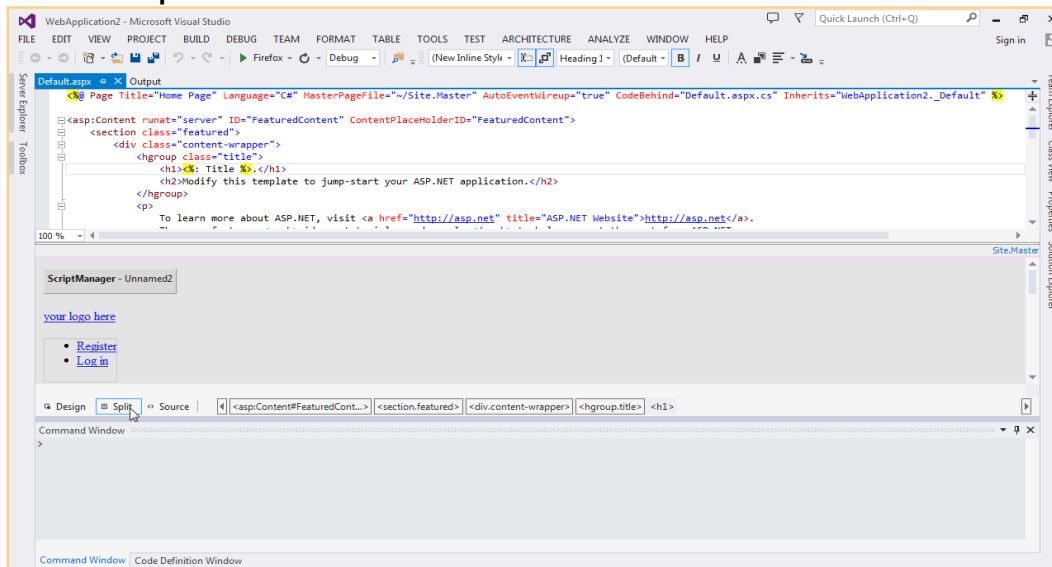 WebApplication2 - Microsoft Visual Studio
Quick Launch (Ctrl+Q)
FILE EDIT VIEW PROJECT BUILD DEBUG TEAM FORMAT TABLE TOOLS TEST ARCHITECTURE ANALYZE WINDOW HELP
Sign in
Firefox
Debug
(New Inline Style
Heading 1
(Default
B I U A
Server Explorer
Toolbox
Default.aspx
Output
<%@ Page Title="Home Page" Language="C#" MasterPageFile="~/Site.Master" AutoEventWireup="true" CodeBehind="Default.aspx.cs" Inherits="WebApplication2._Default" %>
<asp:Content runat="server" ID="FeaturedContent" ContentPlaceHolderID="FeaturedContent">
<section class="featured">
<div class="content-wrapper">
<hgroup class="title">
<h1><%: Title %>.</h1>
<h2>Modify this template to jump-start your ASP.NET application.</h2>
</hgroup>
<p>
To learn more about ASP.NET, visit <a href="http://asp.net" title="ASP.NET Website">http://asp.net</a>.
100 %
Team Explorer
Class View
Properties
Solution Explorer
Site.Master
ScriptManager - Unnamed2
your logo here
• Register
• Log in
Design Split Source <asp:Content#FeaturedCont...> <section.featured> <div.content-wrapper> <hgroup.title> <h1>
Command Window
>
Command Window Code Definition Window